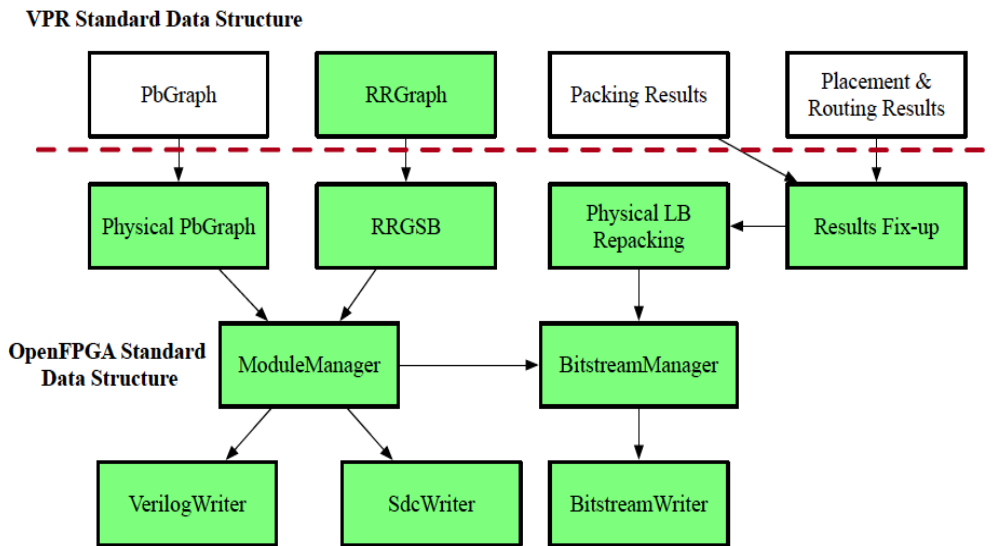 VPR Standard Data Structure
PbGraph
RRGraph
Packing Results
Placement &
Routing Results
Physical PbGraph
RRGSB
Physical LB
Repacking
Results Fix-up
OpenFPGA Standard
Data Structure
ModuleManager
BitstreamManager
VerilogWriter
SdcWriter
BitstreamWriter